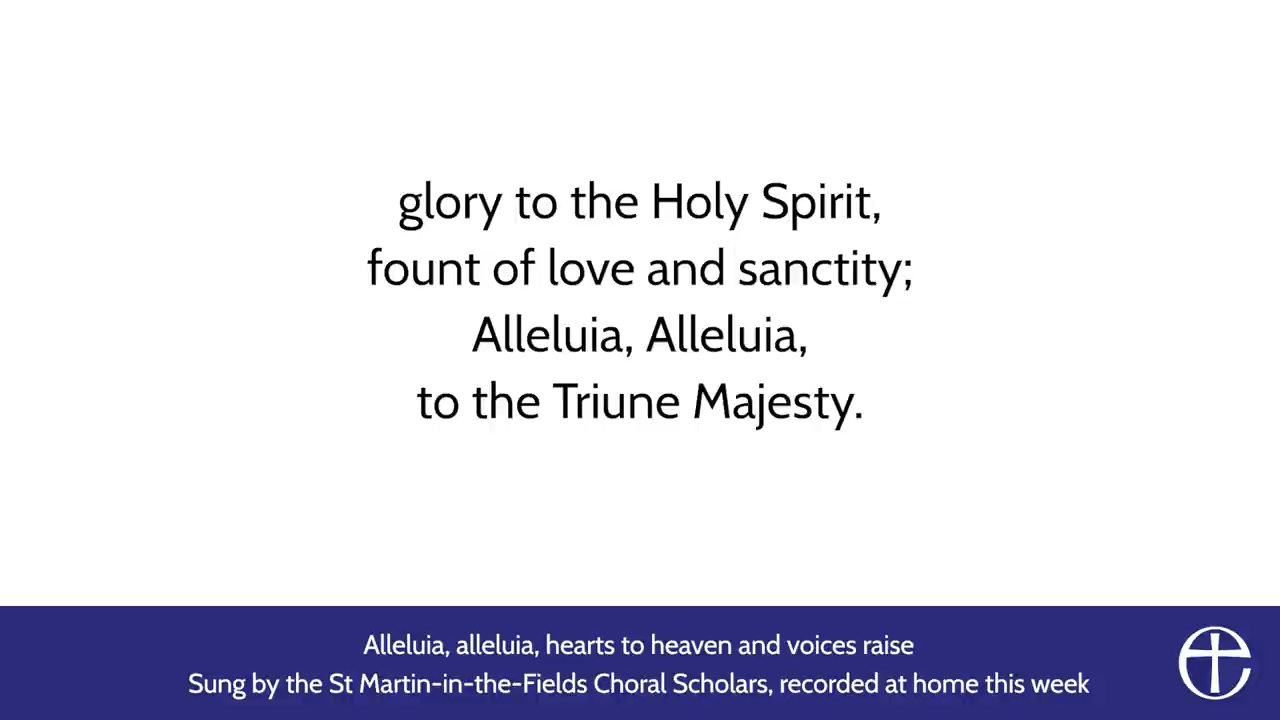 glory to the Holy Spirit,
fount of love and sanctity;
Alleluia, Alleluia,
to the Triune Majesty.
Alleluia, alleluia, hearts to heaven and voices raise
Sung by the St Martin-in-the-Fields Choral Scholars, recorded at home this week